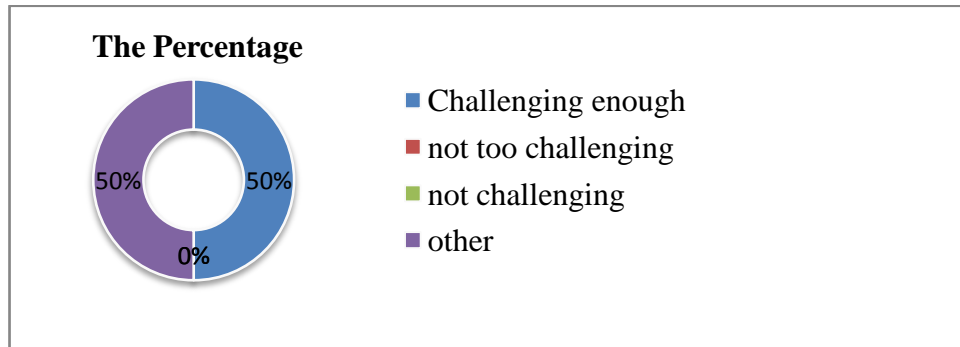 The Percentage
Challenging enough
not too challenging
not challenging
other
50%
50%
0%